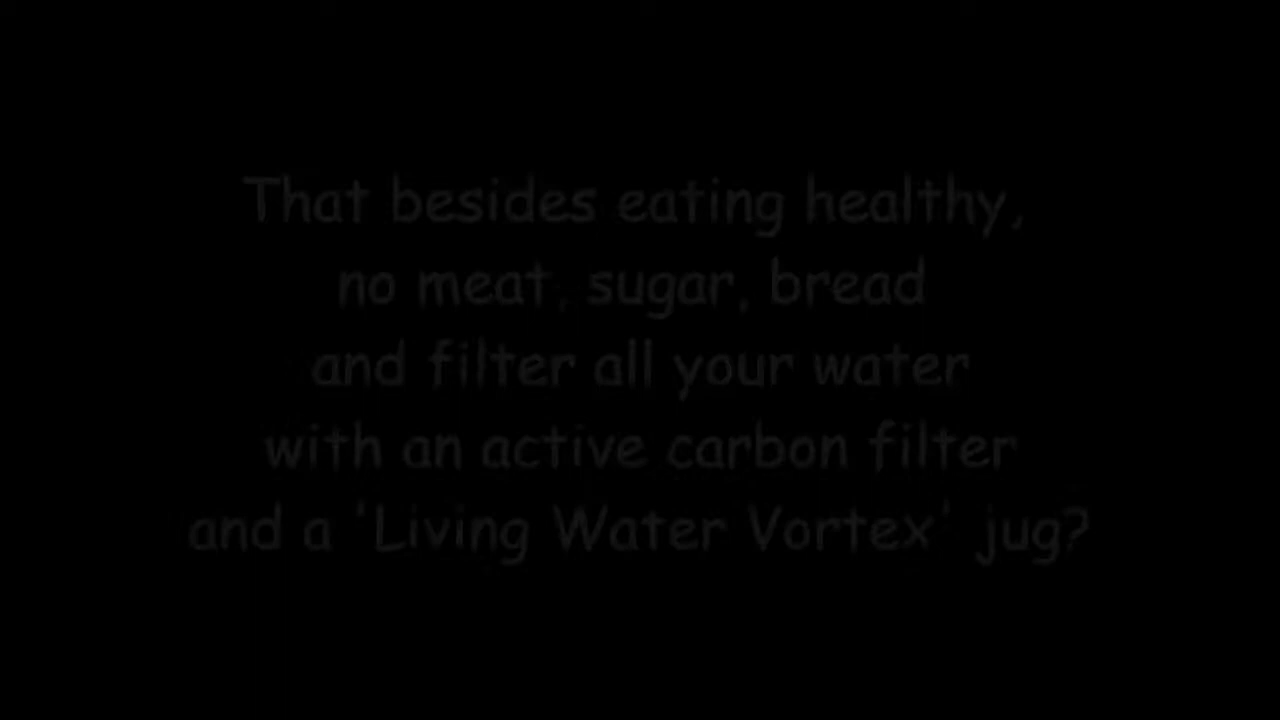 That besides eating healthy,
no meat, sugar, bread
and filter all your water
with an active carbon filter
and a 'Living Water Vortex' jug?